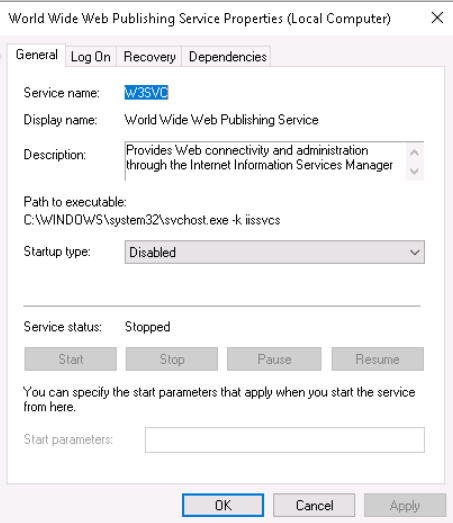 World Wide Web Publishing Service Properties (Local Computer)
General Log On Recovery Dependencies
Service name: W3SVC
Display name: World Wide Web Publishing Service
Description: Provides Web connectivity and administration
through the Internet Information Services Manager
Path to executable:
C:\WINDOWS\system32\svchost.exe -k iissvcs
Startup type: Disabled
Service status: Stopped
Start Stop Pause Resume
You can specify the start parameters that apply when you start the service
from here.
Start parameters:
OK Cancel Apply